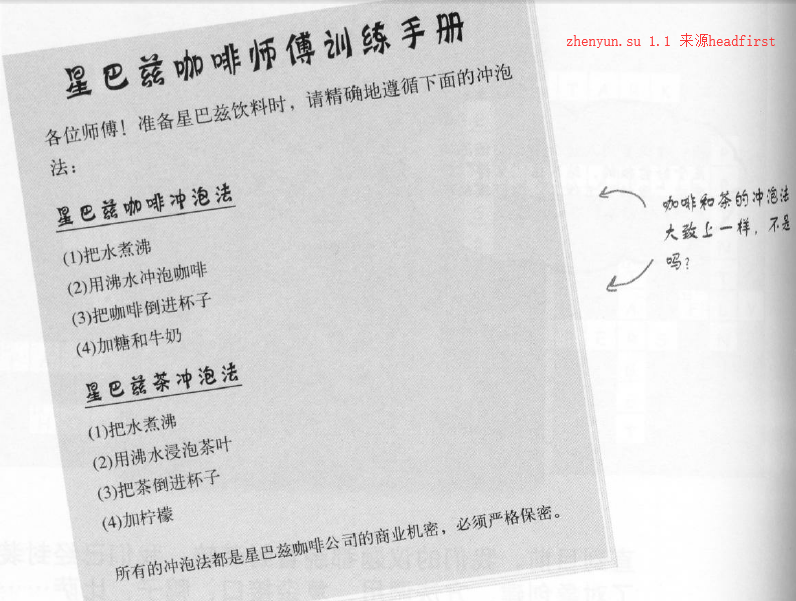 星巴兹咖啡师傅训练手册
zhenyun.su 1.1 来源headfirst
各位师傅！准备星巴兹饮料时，请精确地遵循下面的冲泡
法：
星巴兹咖啡冲泡法
(1)把水煮沸
(2)用沸水冲泡咖啡
(3)把咖啡倒进杯子
(4)加糖和牛奶
咖啡和茶的冲泡法
大致上一样，不是
吗？
星巴兹茶冲泡法
(1)把水煮沸
(2)用沸水浸泡茶叶
(3)把茶倒进杯子
(4)加柠檬
所有的冲泡法都是星巴兹咖啡公司的商业机密，必须严格保密。